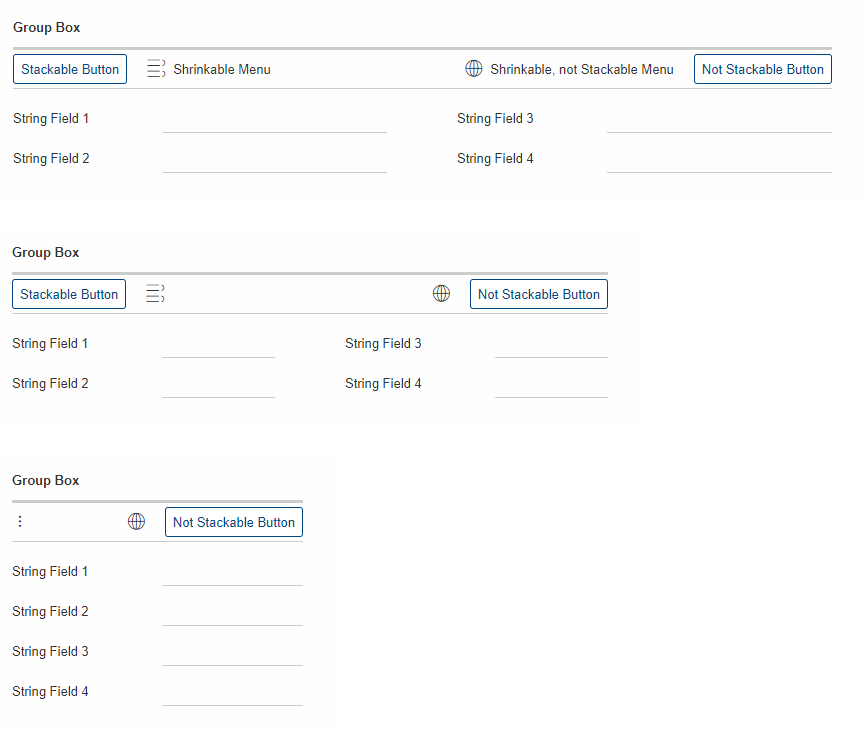 Group Box
Stackable Button Shrinkable Menu Shrinkable, not Stackable Menu Not Stackable Button
String Field 1 String Field 3
String Field 2 String Field 4
Group Box
Stackable Button Not Stackable Button
String Field 1 String Field 3
String Field 2 String Field 4
Group Box
Not Stackable Button
String Field 1
String Field 2
String Field 3
String Field 4